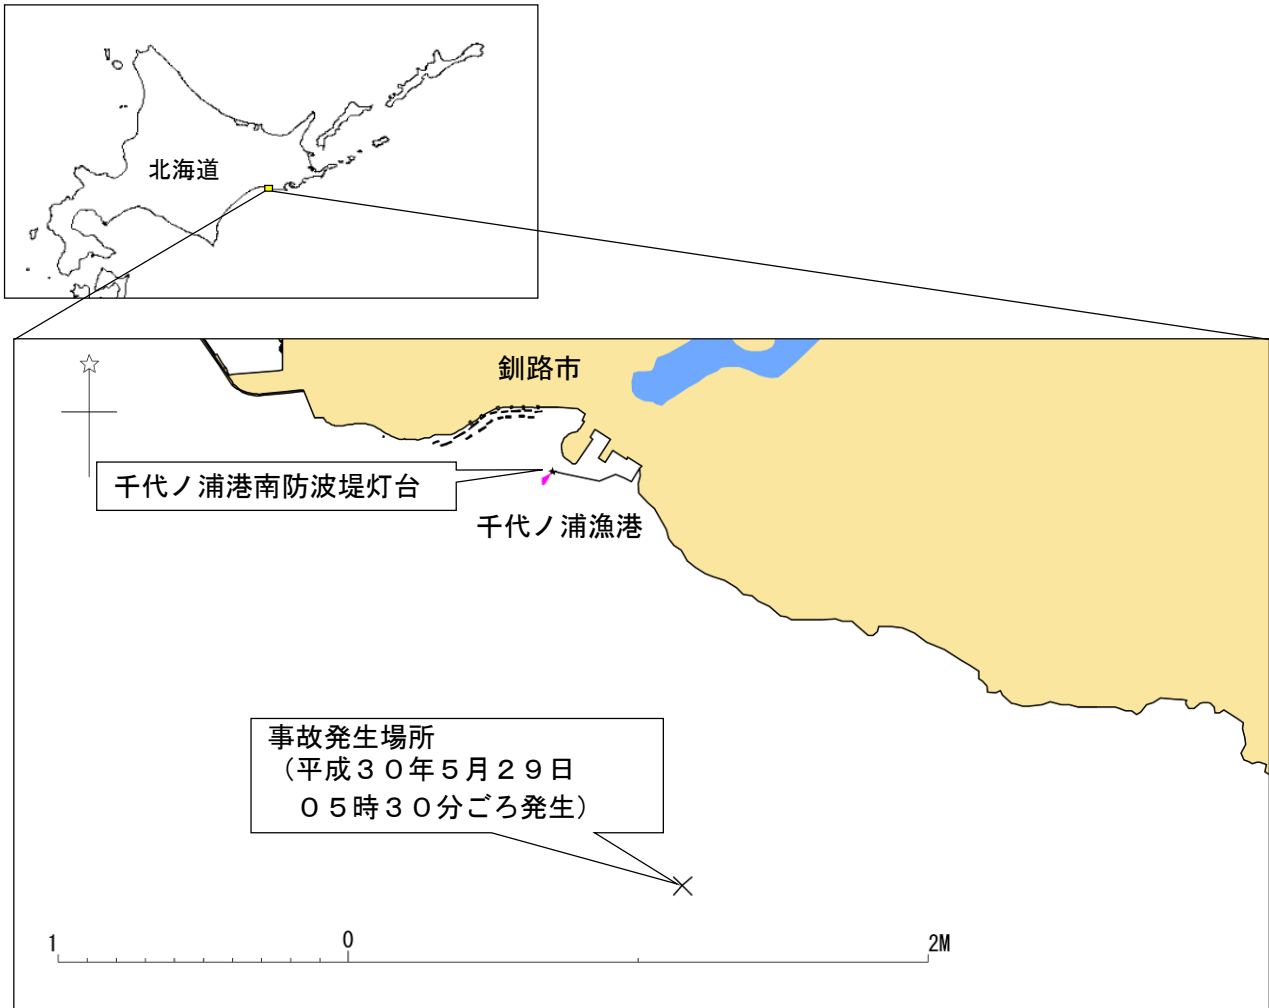 北海道
釧路市
千代ノ浦港南防波堤灯台
千代ノ浦漁港
事故発生場所
（平成３０年５月２９日
０５時３０分ごろ発生）
1 0 2M